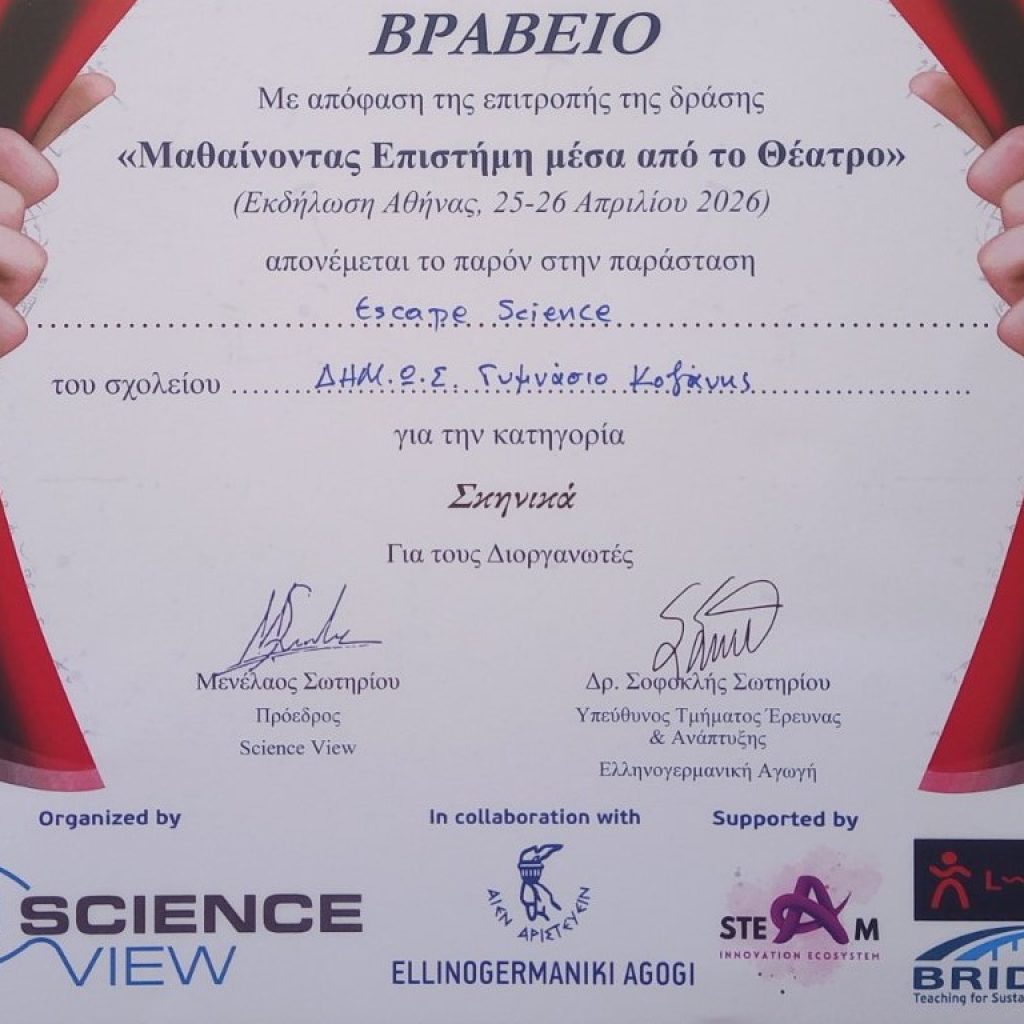 ΒΡΑΒΕΙΟ
Με απόφαση της επιτροπής της δράσης
«Μαθαίνοντας Επιστήμη μέσα από το Θέατρο»
(Εκδήλωση Αθήνας, 25-26 Απριλίου 2026)
απονέμεται το παρόν στην παράσταση
Escape Science
του σχολείου ΔΗΜ.Ω.Σ. Γυμνάσιο Κοζάνης
για την κατηγορία
Σκηνικά
Για τους Διοργανωτές
Μενέλαος Σωτηρίου
Πρόεδρος
Science View
Δρ. Σοφοκλής Σωτηρίου
Υπεύθυνος Τμήματος Έρευνας
& Ανάπτυξης
Ελληνογερμανική Αγωγή
Organized by
SCIENCE
VIEW
In collaboration with
ΑΙΕΝ ΑΡΙΣΤΕΥΕΙΝ
ELLINOGERMANIKI AGOGI
Supported by
STEAM
INNOVATION ECOSYSTEM
BRID
Teaching for Susta